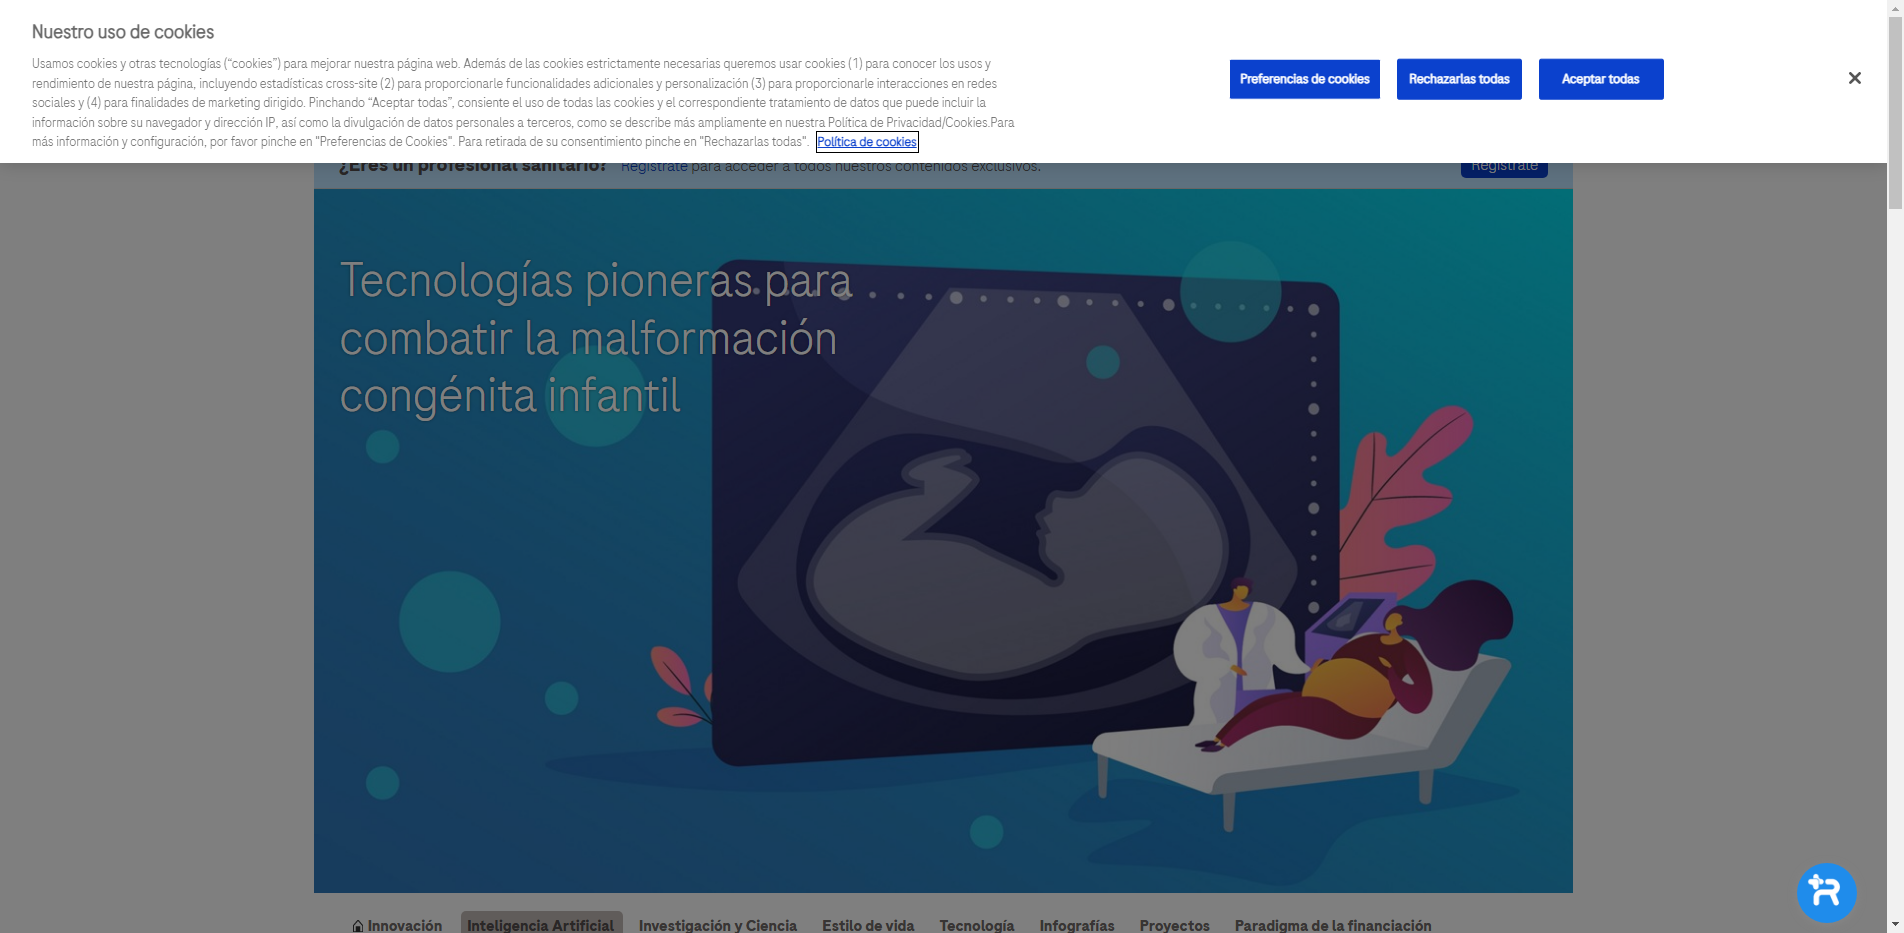 Nuestro uso de cookies
Usamos cookies y otras tecnologías (“cookies”) para mejorar nuestra página web. Además de las cookies estrictamente necesarias queremos usar cookies (1) para conocer los usos y
rendimiento de nuestra página, incluyendo estadísticas cross-site (2) para proporcionarle funcionalidades adicionales y personalización (3) para proporcionarle interacciones en redes
sociales y (4) para finalidades de marketing dirigido. Pinchando “Aceptar todas”, consiente el uso de todas las cookies y el correspondiente tratamiento de datos que puede incluir la
información sobre su navegador y dirección IP, así como la divulgación de datos personales a terceros, como se describe más ampliamente en nuestra Política de Privacidad/Cookies.Para
más información y configuración, por favor pinche en "Preferencias de Cookies". Para retirada de su consentimiento pinche en "Rechazarlas todas". Política de cookies
Preferencias de cookies
Rechazarlas todas
Aceptar todas
¿Eres un profesional sanitario? Regístrate para acceder a todos nuestros contenidos exclusivos.
Regístrate
Tecnologías pioneras para
combatir la malformación
congénita infantil
Innovación
Inteligencia Artificial
Investigación y Ciencia
Estilo de vida
Tecnología
Infografías
Proyectos
Paradigma de la financiación